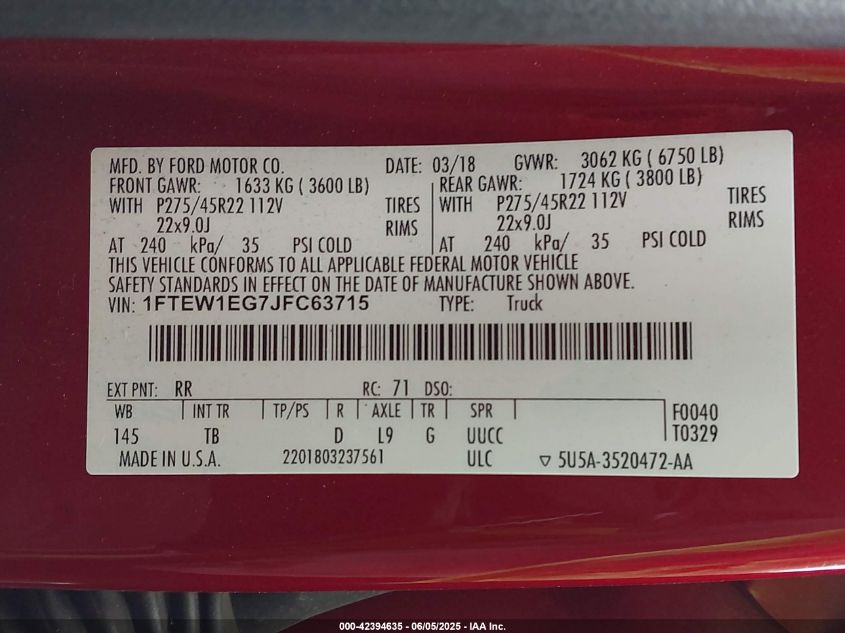 MFD. BY FORD MOTOR CO. DATE: 03/18 GVWR: 3062 KG ( 6750 LB)
FRONT GAWR: 1633 KG ( 3600 LB) REAR GAWR: 1724 KG ( 3800 LB)
WITH P275/45R22 112V TIRES WITH P275/45R22 112V TIRES
22x9.0J RIMS 22x9.0J RIMS
AT 240 kPa/ 35 PSI COLD AT 240 kPa/ 35 PSI COLD
THIS VEHICLE CONFORMS TO ALL APPLICABLE FEDERAL MOTOR VEHICLE
SAFETY STANDARDS IN EFFECT ON THE DATE OF MANUFACTURE SHOWN ABOVE.
VIN: 1FTEW1EG7JFC63715 TYPE: Truck
EXT PNT: RR RC: 71 DSO:
WB INT TR TP/PS R AXLE TR SPR F0040
145 TB D L9 G UUCC T0329
MADE IN U.S.A. 2201803237561 ULC ▽ 5U5A-3520472-AA
000-42394635 - 06/05/2025 - IAA Inc.